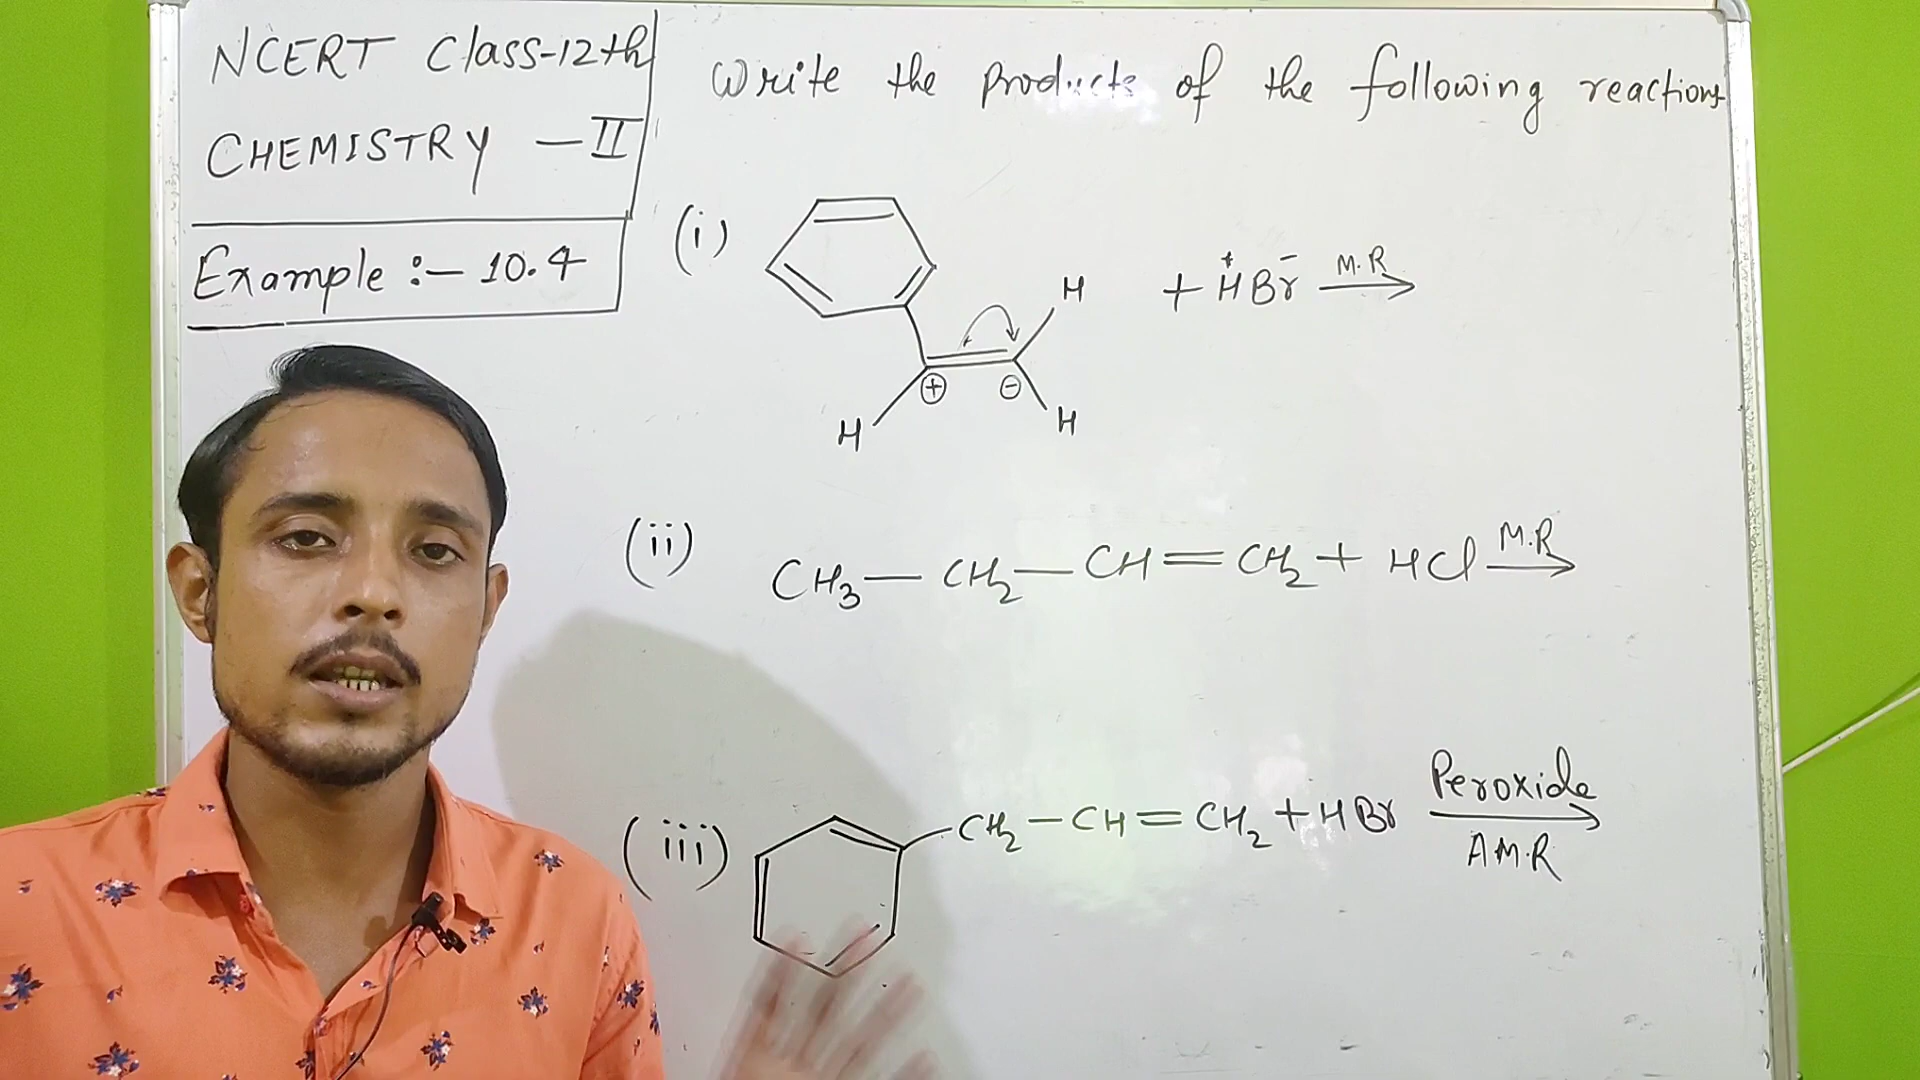 NCERT Class-12th
CHEMISTRY - II
Example :- 10.4
Write the products of the following reactions
(i) H H H ⊕ ⊖ + H⁺Br⁻ M.R →
(ii) CH₃ — CH₂ — CH = CH₂ + HCl M.R →
(iii) — CH₂ — CH = CH₂ + HBr Peroxide → A M.R